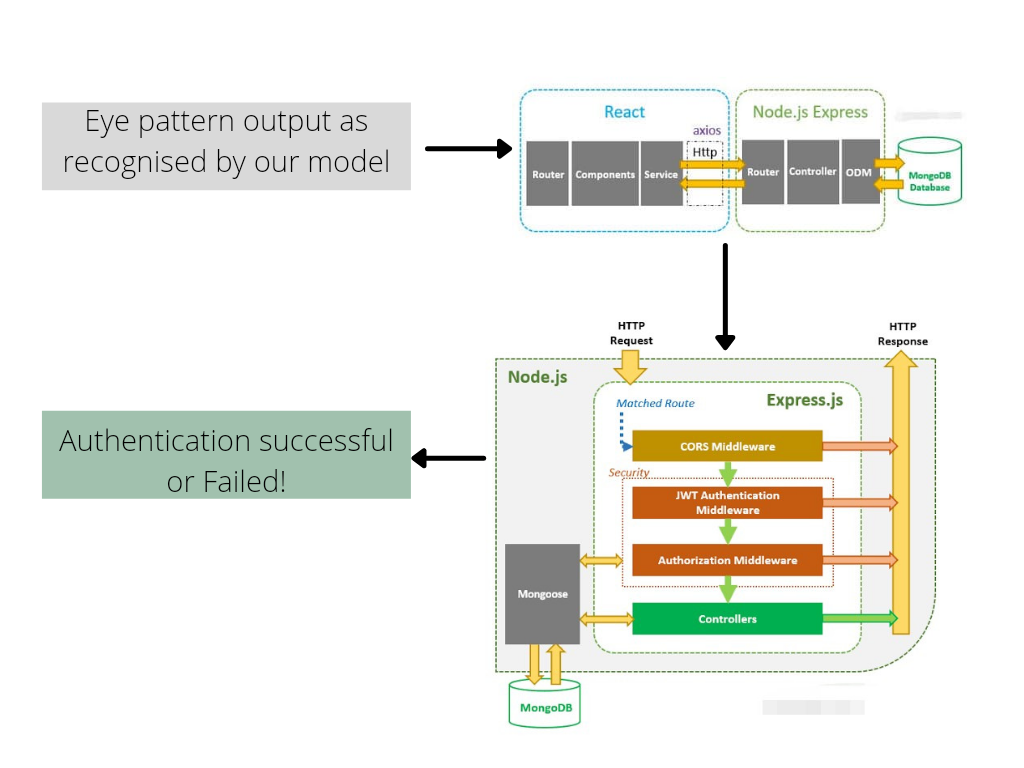 Eye pattern output as
recognised by our model
React
Node.js Express
axios
Http
Router
Components
Service
Router
Controller
ODM
MongoDB
Database
HTTP
Request
HTTP
Response
Node.js
Express.js
Matched Route
CORS Middleware
Security
JWT Authentication
Middleware
Authorization Middleware
Controllers
Mongoose
MongoDB
Authentication successful
or Failed!